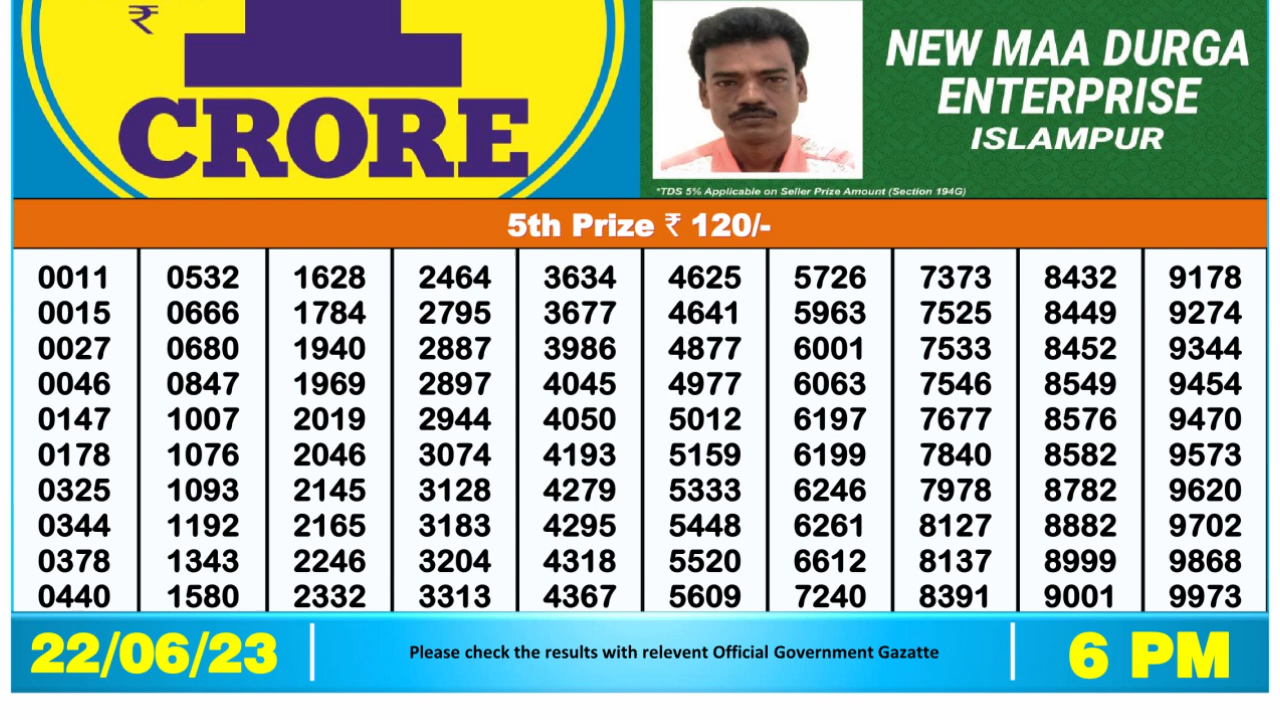 ₹
1
CRORE
NEW MAA DURGA
ENTERPRISE
ISLAMPUR
*TDS 5% Applicable on Seller Prize Amount (Section 194G)
5th Prize ₹ 120/-
0011 0532 1628 2464 3634 4625 5726 7373 8432 9178
0015 0666 1784 2795 3677 4641 5963 7525 8449 9274
0027 0680 1940 2887 3986 4877 6001 7533 8452 9344
0046 0847 1969 2897 4045 4977 6063 7546 8549 9454
0147 1007 2019 2944 4050 5012 6197 7677 8576 9470
0178 1076 2046 3074 4193 5159 6199 7840 8582 9573
0325 1093 2145 3128 4279 5333 6246 7978 8782 9620
0344 1192 2165 3183 4295 5448 6261 8127 8882 9702
0378 1343 2246 3204 4318 5520 6612 8137 8999 9868
0440 1580 2332 3313 4367 5609 7240 8391 9001 9973
22/06/23
Please check the results with relevent Official Government Gazatte
6 PM